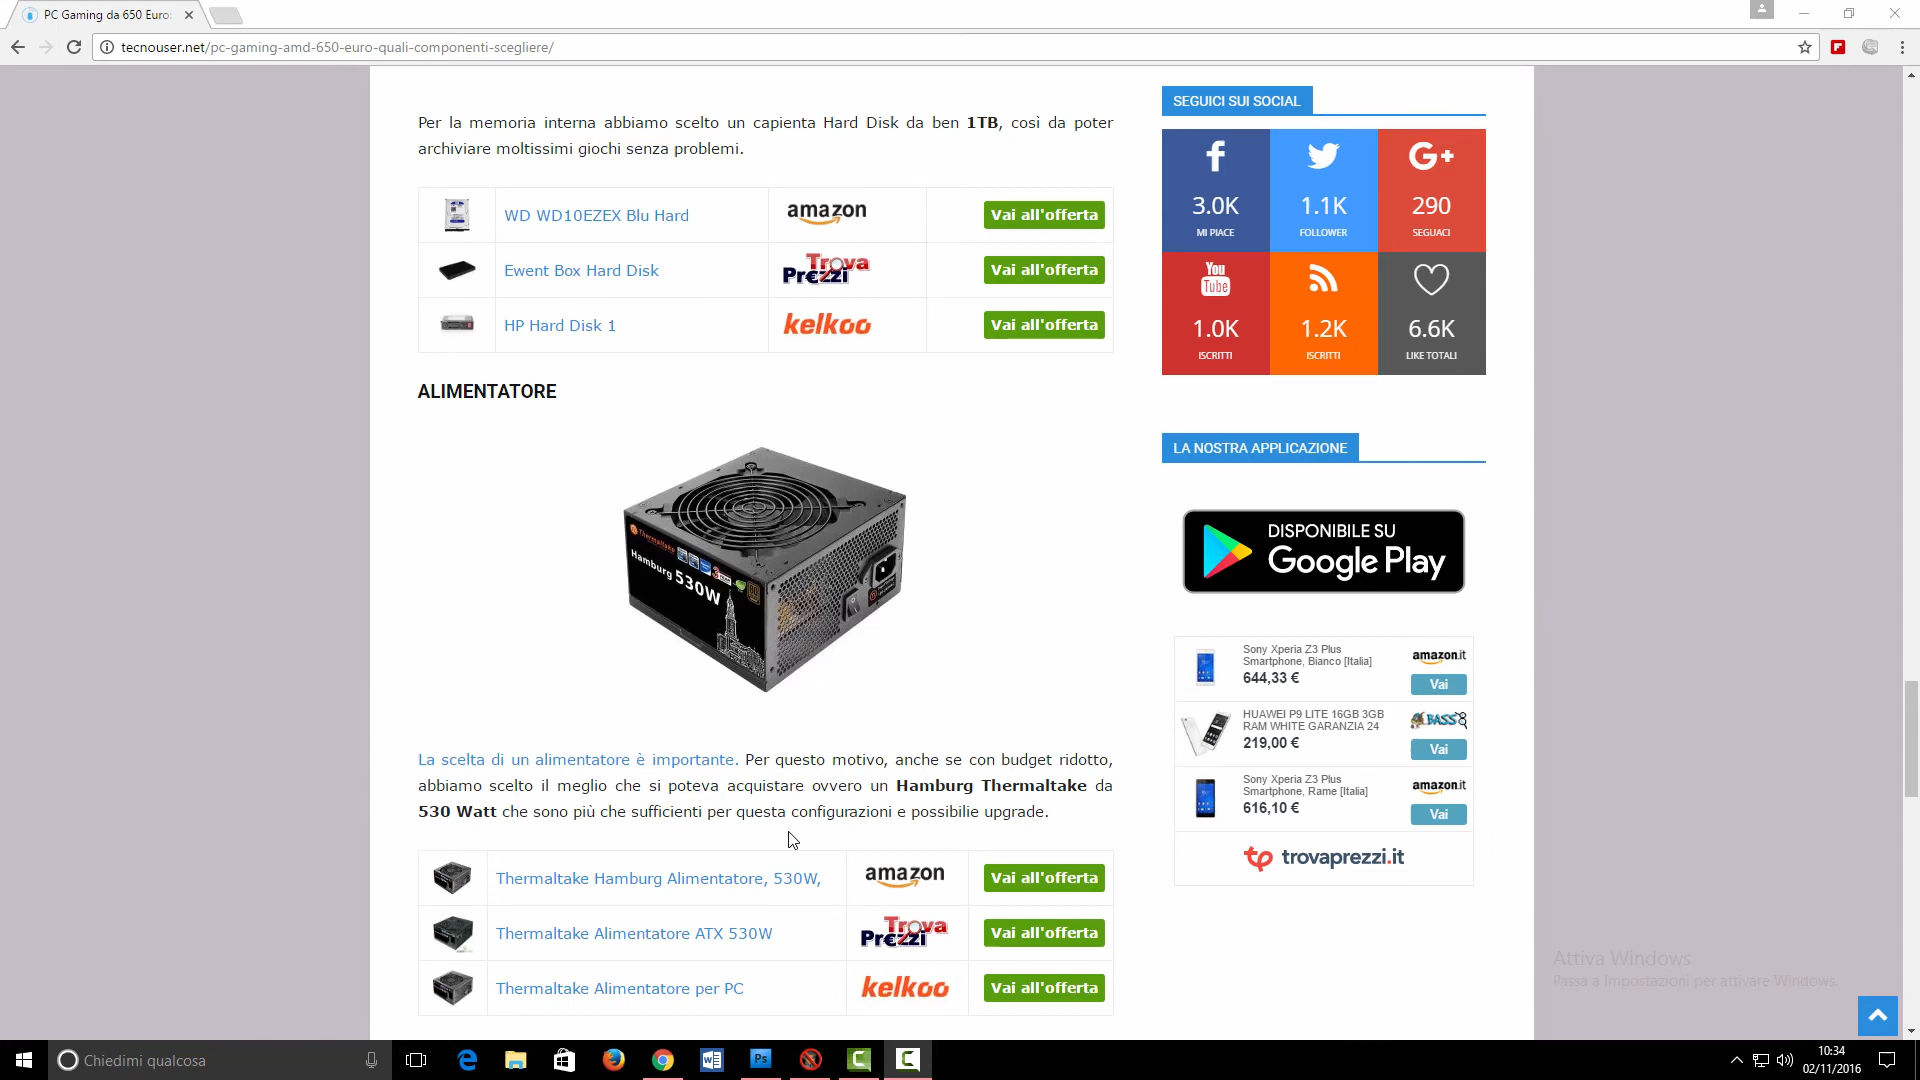 PC Gaming da 650 Euro:
tecnouser.net/pc-gaming-amd-650-euro-quali-componenti-scegliere/
Per la memoria interna abbiamo scelto un capienta Hard Disk da ben 1TB, così da poter
archiviare moltissimi giochi senza problemi.
WD WD10EZEX Blu Hard
amazon
Vai all'offerta
Ewent Box Hard Disk
Trova
Pr€zzi
Vai all'offerta
HP Hard Disk 1
kelkoo
Vai all'offerta
ALIMENTATORE
Thermaltake
Hamburg 530W
La scelta di un alimentatore è importante. Per questo motivo, anche se con budget ridotto,
abbiamo scelto il meglio che si poteva acquistare ovvero un Hamburg Thermaltake da
530 Watt che sono più che sufficienti per questa configurazioni e possibilie upgrade.
Thermaltake Hamburg Alimentatore, 530W,
amazon
Vai all'offerta
Thermaltake Alimentatore ATX 530W
Trova
Pr€zzi
Vai all'offerta
Thermaltake Alimentatore per PC
kelkoo
Vai all'offerta
SEGUICI SUI SOCIAL
3.0K
MI PIACE
1.1K
FOLLOWER
G+
290
SEGUACI
You
Tube
1.0K
ISCRITTI
1.2K
ISCRITTI
6.6K
LIKE TOTALI
LA NOSTRA APPLICAZIONE
DISPONIBILE SU
Google Play
Sony Xperia Z3 Plus
Smartphone, Bianco [Italia]
644,33 €
amazon.it
Vai
HUAWEI P9 LITE 16GB 3GB
RAM WHITE GARANZIA 24
219,00 €
BASS8
Vai
Sony Xperia Z3 Plus
Smartphone, Rame [Italia]
616,10 €
amazon.it
Vai
tp trovaprezzi.it
Attiva Windows
Passa a Impostazioni per attivare Windows.
Chiedimi qualcosa
Ps
10:34
02/11/2016